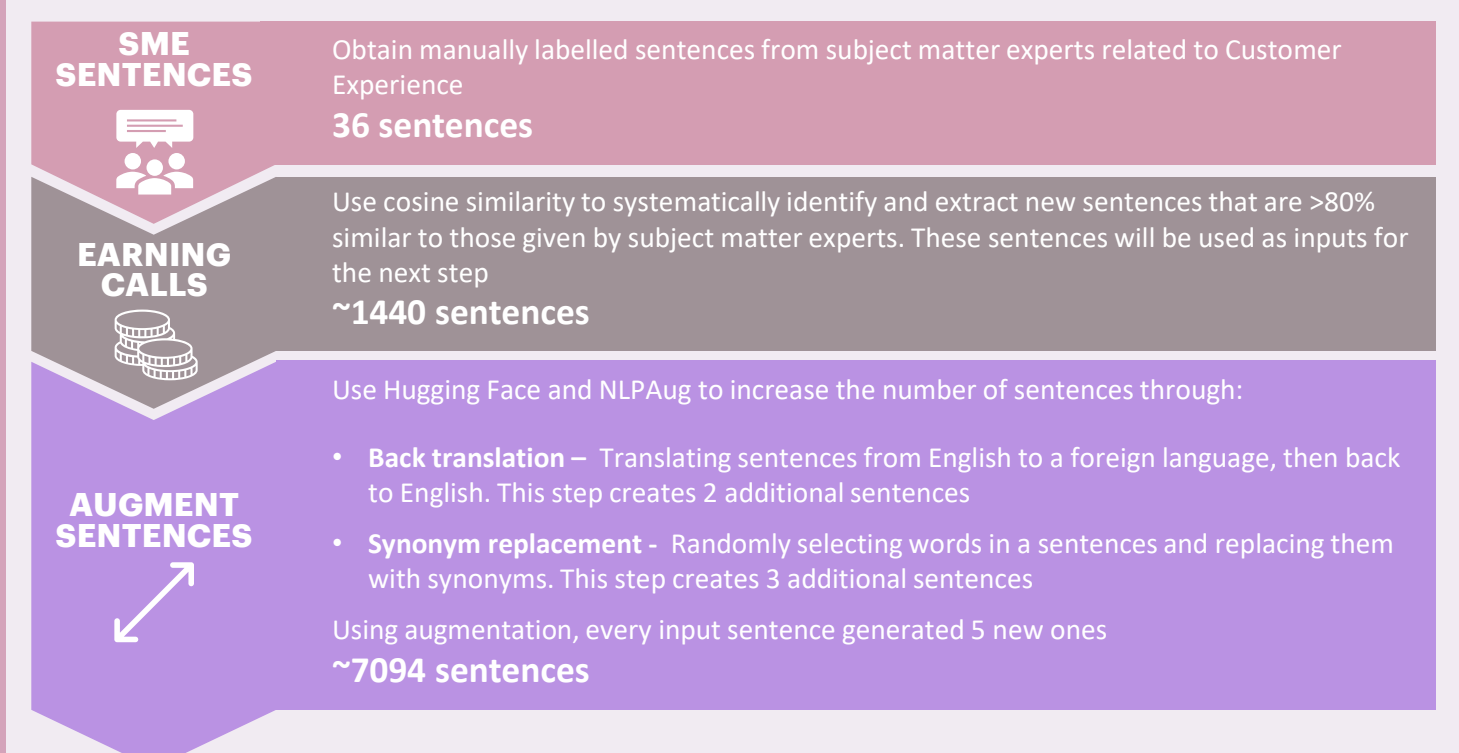 SME
SENTENCES
Obtain manually labelled sentences from subject matter experts related to Customer
Experience
36 sentences
EARNING
CALLS
Use cosine similarity to systematically identify and extract new sentences that are >80%
similar to those given by subject matter experts. These sentences will be used as inputs for
the next step
~1440 sentences
AUGMENT
SENTENCES
Use Hugging Face and NLPAug to increase the number of sentences through:
• Back translation – Translating sentences from English to a foreign language, then back
to English. This step creates 2 additional sentences
• Synonym replacement - Randomly selecting words in a sentences and replacing them
with synonyms. This step creates 3 additional sentences
Using augmentation, every input sentence generated 5 new ones
~7094 sentences